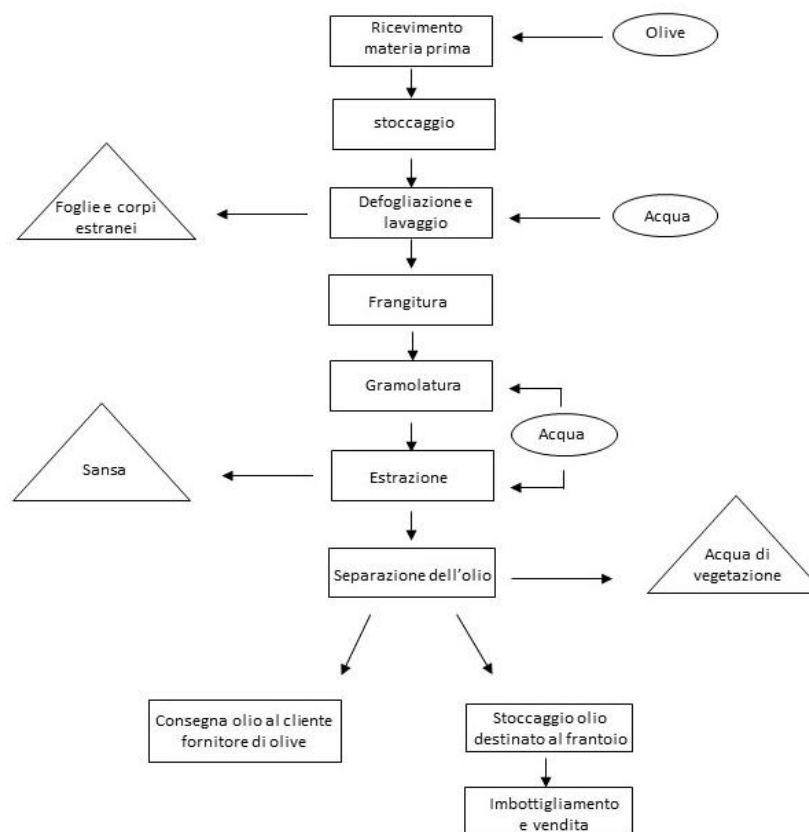 Ricevimento
materia prima
Olive
stoccaggio
Foglie e corpi
estranei
Defogliazione e
lavaggio
Acqua
Frangitura
Gramolatura
Acqua
Sansa
Estrazione
Separazione dell'olio
Acqua di
vegetazione
Consegna olio al cliente
fornitore di olive
Stoccaggio olio
destinato al frantoio
Imbottigliamento
e vendita